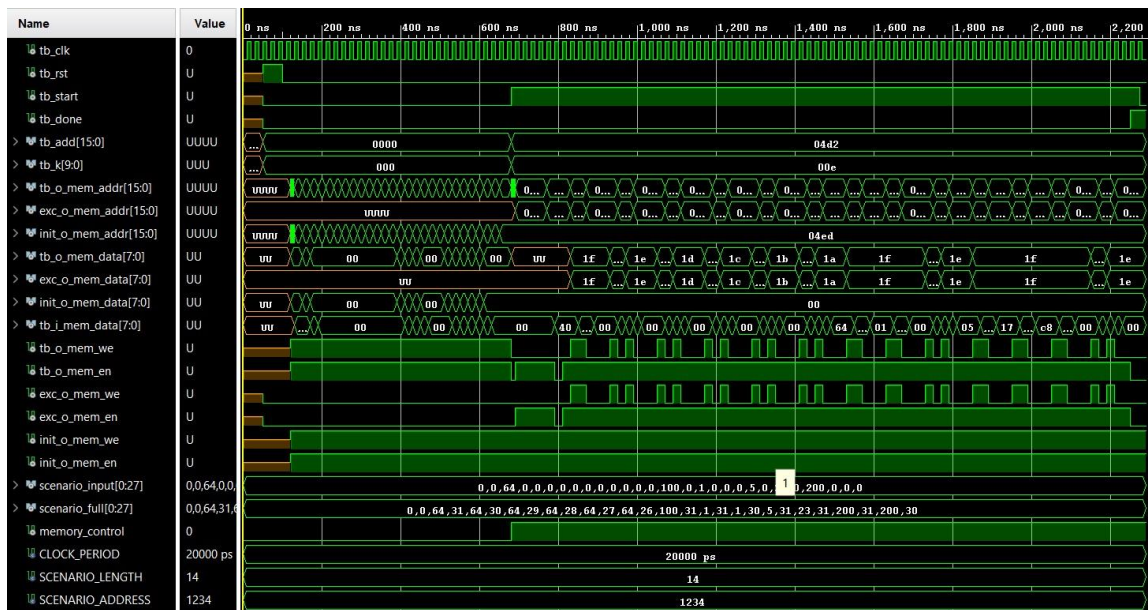 Name Value 0 ns 200 ns 400 ns 600 ns 800 ns 1,000 ns 1,200 ns 1,400 ns 1,600 ns 1,800 ns 2,000 ns 2,200
tb_clk 0
tb_rst U
tb_start U
tb_done U
tb_add[15:0] UUUU ... 0000 04d2
tb_k[9:0] UUU ... 000 00e
tb_o_mem_addr[15:0] UUUU UUUU
exc_o_mem_addr[15:0] UUUU UUUU
init_o_mem_addr[15:0] UUUU UUUU 04ed
tb_o_mem_data[7:0] UU UU 00 00 00 UU 1f ... 1e ... 1d ... 1c ... 1b ... 1a 1f ... 1e 1f ... 1e
exc_o_mem_data[7:0] UU UU 1f ... 1e ... 1d ... 1c ... 1b ... 1a 1f ... 1e 1f ... 1e
init_o_mem_data[7:0] UU UU 00 00 00
tb_i_mem_data[7:0] UU UU ... 00 00 00 40 ... 00 00 00 00 00 64 ... 01 ... 00 05 ... 17 ... c8 ... 00 00
tb_o_mem_we U
tb_o_mem_en U
exc_o_mem_we U
exc_o_mem_en U
init_o_mem_we U
init_o_mem_en U
scenario_input[0:27] 0,0,64,0,0, 0,0,64,0,0,0,0,0,0,0,0,0,0,0,100,0,1,0,0,0,5,0, 1 0,200,0,0,0
scenario_full[0:27] 0,0,64,31,6 0,0,64,31,64,30,64,29,64,28,64,27,64,26,100,31,1,31,1,30,5,31,23,31,200,31,200,30
memory_control 0
CLOCK_PERIOD 20000 ps 20000 ps
SCENARIO_LENGTH 14 14
SCENARIO_ADDRESS 1234 1234